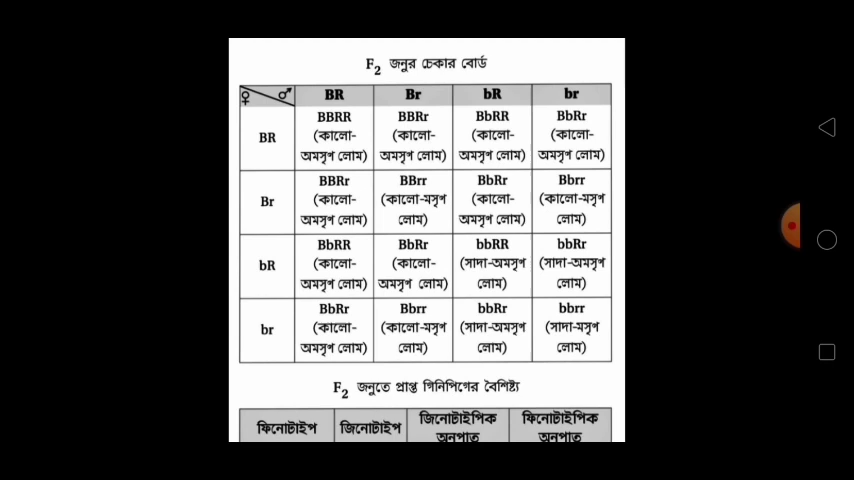 F2 জনুর চেকার বোর্ড
♀ ♂ BR Br bR br
BR BBRR (কালো-অমসৃণ লোম) BBRr (কালো-অমসৃণ লোম) BbRR (কালো-অমসৃণ লোম) BbRr (কালো-অমসৃণ লোম)
Br BBRr (কালো-অমসৃণ লোম) BBrr (কালো-মসৃণ লোম) BbRr (কালো-অমসৃণ লোম) Bbrr (কালো-মসৃণ লোম)
bR BbRR (কালো-অমসৃণ লোম) BbRr (কালো-অমসৃণ লোম) bbRR (সাদা-অমসৃণ লোম) bbRr (সাদা-অমসৃণ লোম)
br BbRr (কালো-অমসৃণ লোম) Bbrr (কালো-মসৃণ লোম) bbRr (সাদা-অমসৃণ লোম) bbrr (সাদা-মসৃণ লোম)
F2 জনুতে প্রাপ্ত গিনিপিগের বৈশিষ্ট্য
ফিনোটাইপ জিনোটাইপ জিনোটাইপিক অনুপাত ফিনোটাইপিক অনুপাত